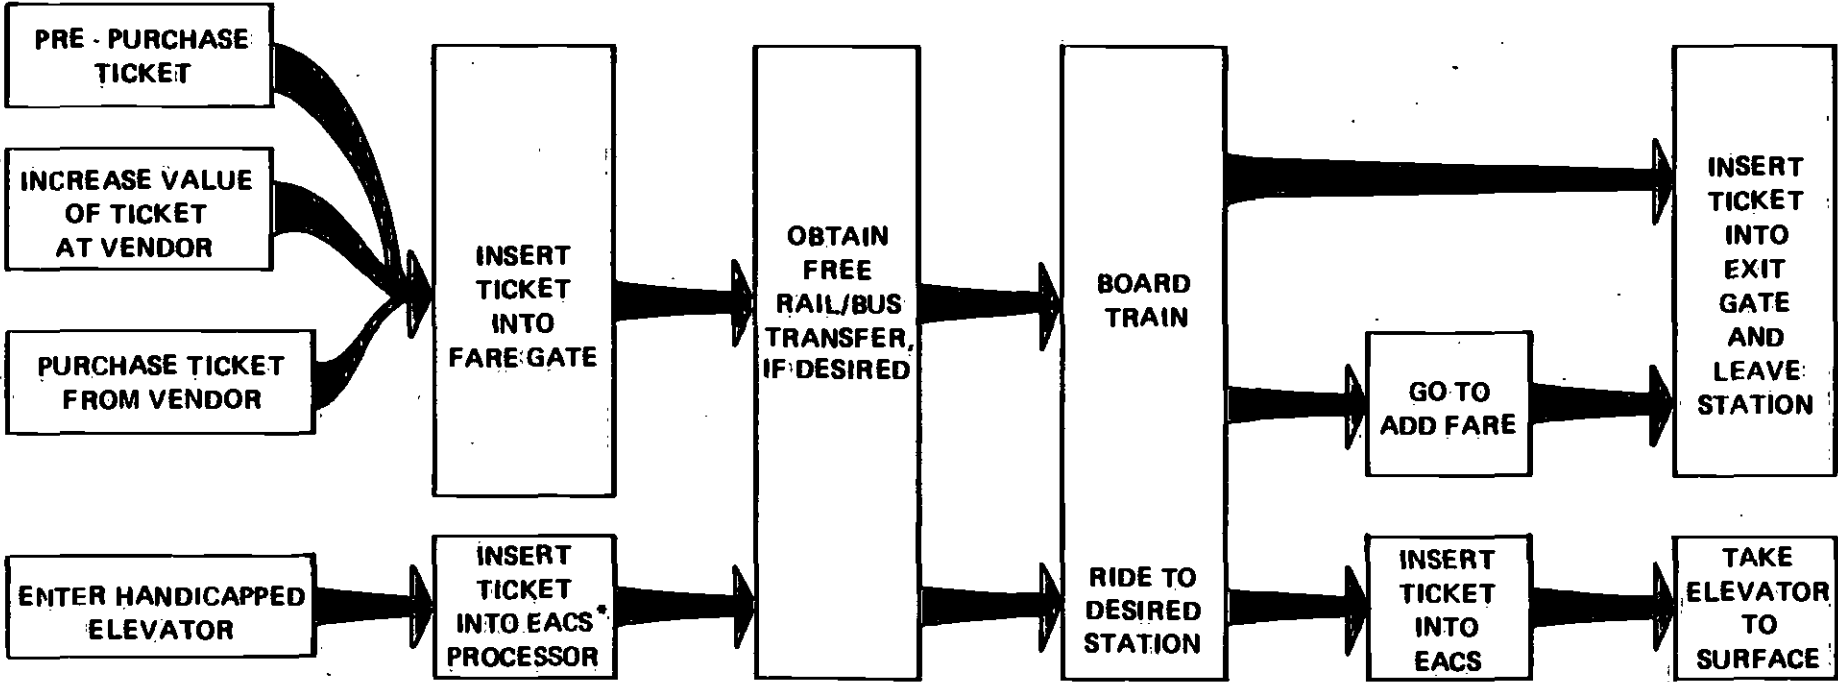 PRE - PURCHASE
TICKET
INCREASE VALUE
OF TICKET
AT VENDOR
PURCHASE TICKET
FROM VENDOR
ENTER HANDICAPPED
ELEVATOR
INSERT
TICKET
INTO
FARE GATE
INSERT
TICKET
INTO EACS*
PROCESSOR
OBTAIN
FREE
RAIL/BUS
TRANSFER,
IF DESIRED
BOARD
TRAIN
RIDE TO
DESIRED
STATION
GO TO
ADD FARE
INSERT
TICKET
INTO
EACS
INSERT
TICKET
INTO
EXIT
GATE
AND
LEAVE
STATION
TAKE
ELEVATOR
TO
SURFACE